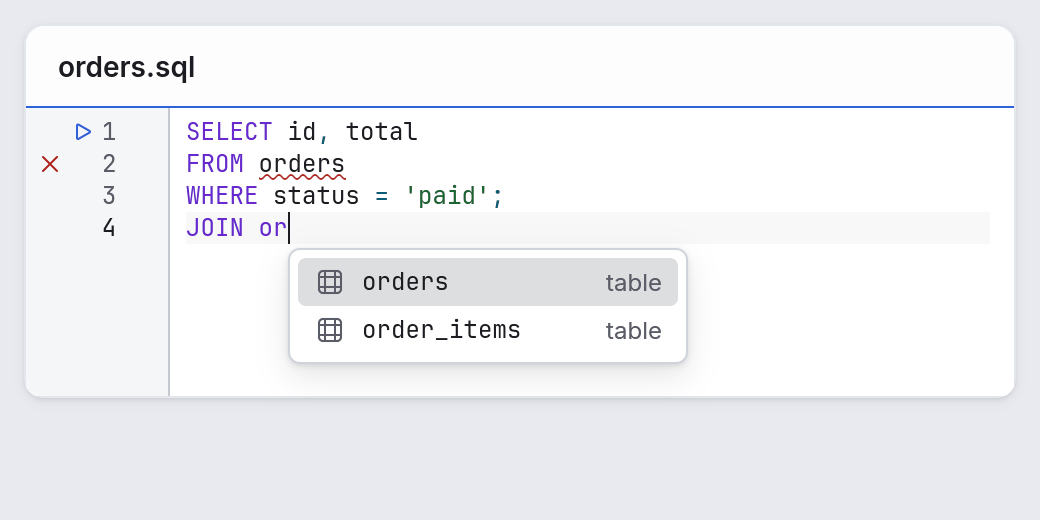 orders.sql
1 SELECT id, total
2 FROM orders
3 WHERE status = 'paid';
4 JOIN or
orders table
order_items table